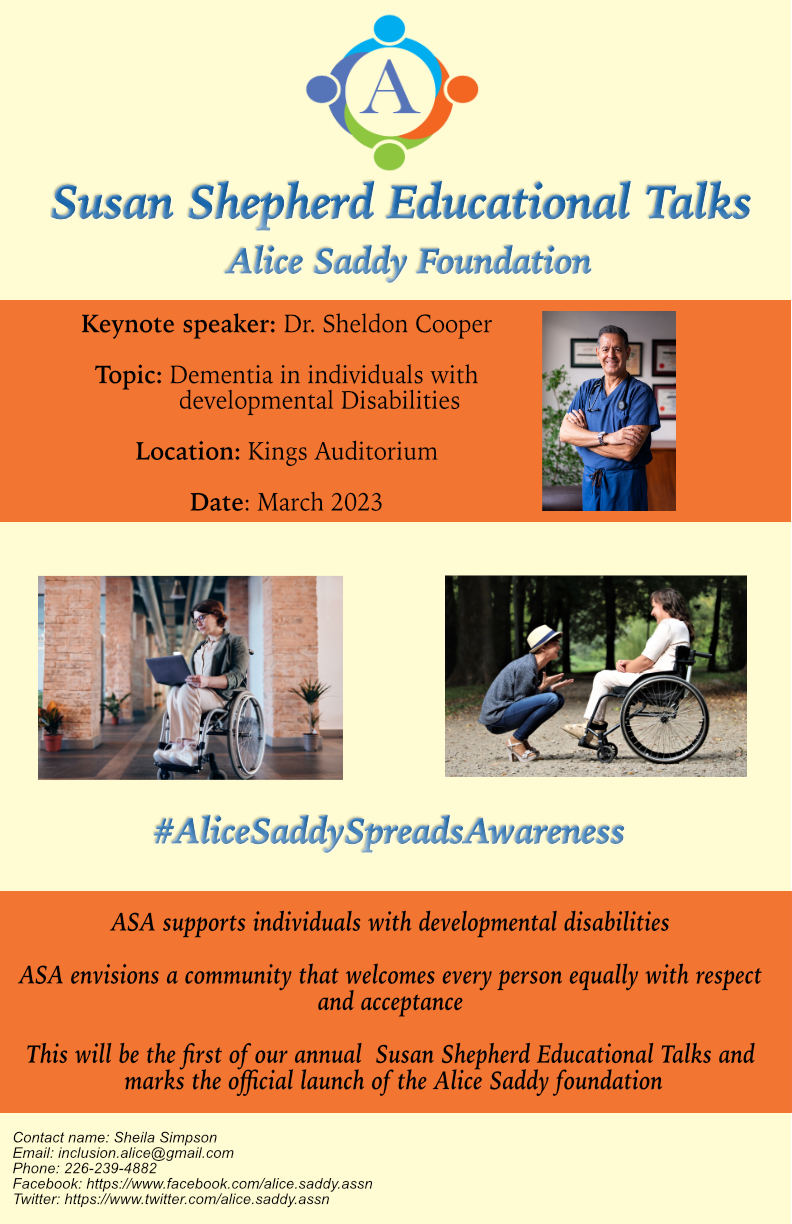 A
Susan Shepherd Educational Talks
Alice Saddy Foundation
Keynote speaker: Dr. Sheldon Cooper
Topic: Dementia in individuals with
developmental Disabilities
Location: Kings Auditorium
Date: March 2023
#AliceSaddySpreadsAwareness
ASA supports individuals with developmental disabilities
ASA envisions a community that welcomes every person equally with respect
and acceptance
This will be the first of our annual  Susan Shepherd Educational Talks and
marks the official launch of the Alice Saddy foundation
Contact name: Sheila Simpson
Email: inclusion.alice@gmail.com
Phone: 226-239-4882
Facebook: https://www.facebook.com/alice.saddy.assn
Twitter: https://www.twitter.com/alice.saddy.assn